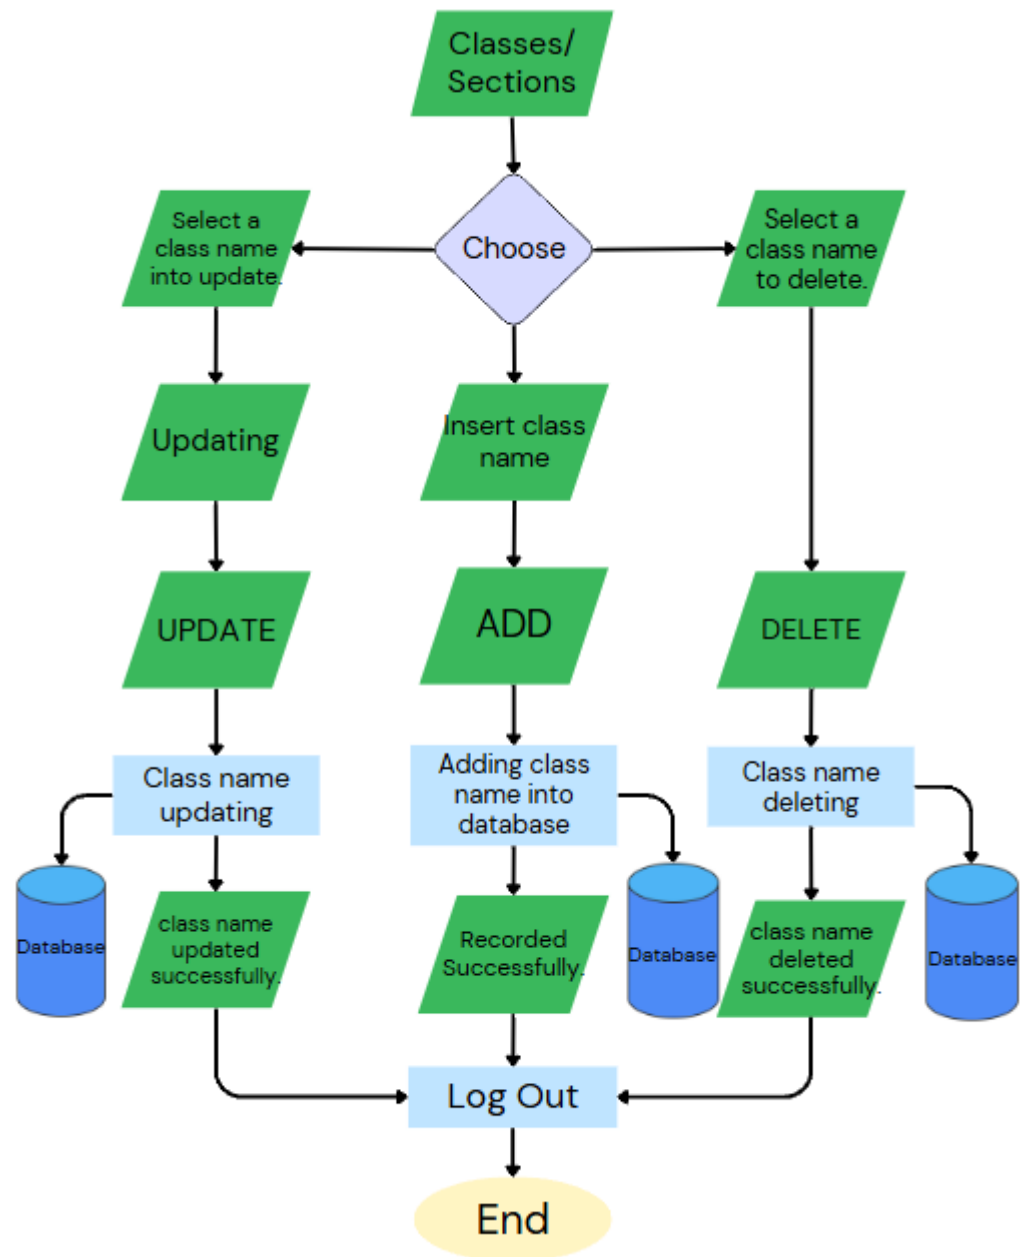 Classes/
Sections
Choose
Select a
class name
into update.
Select a
class name
to delete.
Updating
Insert class
name
UPDATE
ADD
DELETE
Class name
updating
Adding class
name into
database
Class name
deleting
Database
class name
updated
successfully.
Recorded
Successfully.
Database
class name
deleted
successfully.
Database
Log Out
End